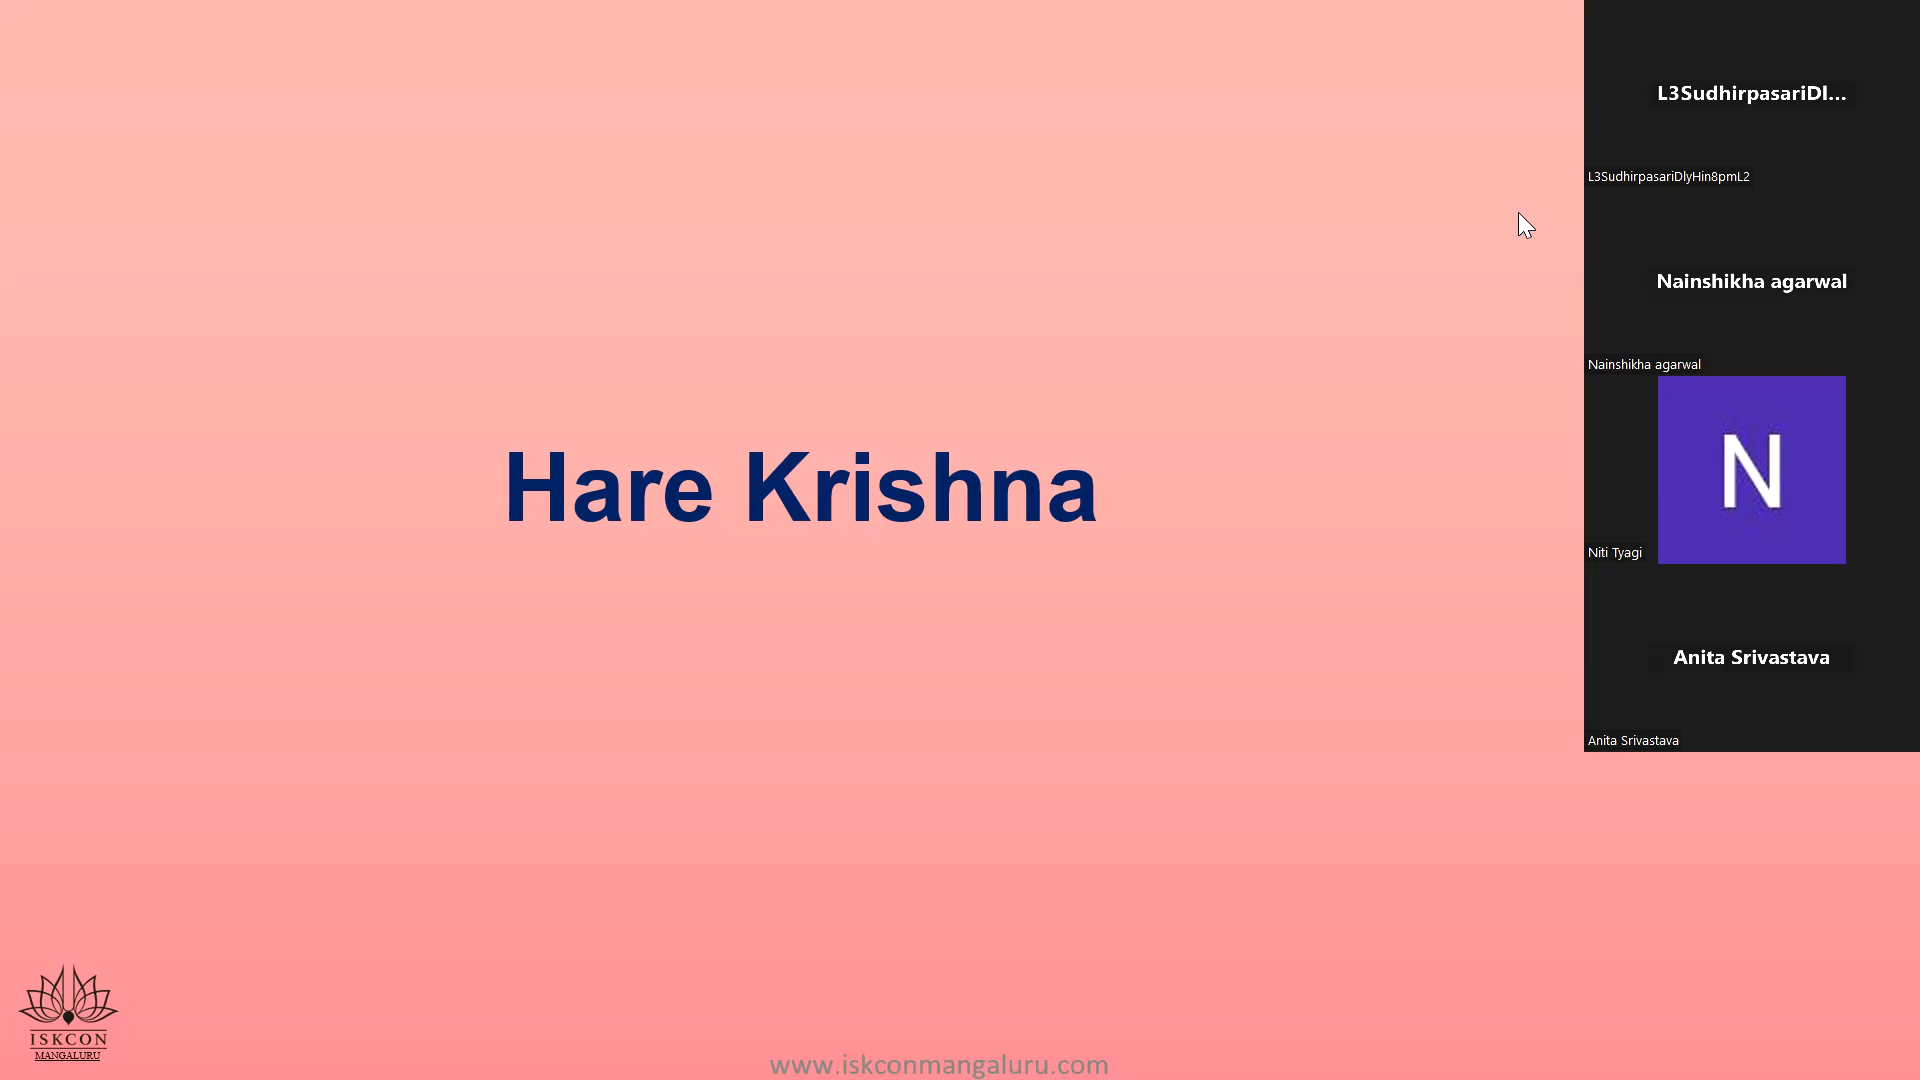 Hare Krishna
L3SudhirpasariDl...
L3SudhirpasariDlyHin8pmL2
Nainshikha agarwal
Nainshikha agarwal
N
Niti Tyagi
Anita Srivastava
Anita Srivastava
ISKCON
MANGALURU
www.iskconmangaluru.com